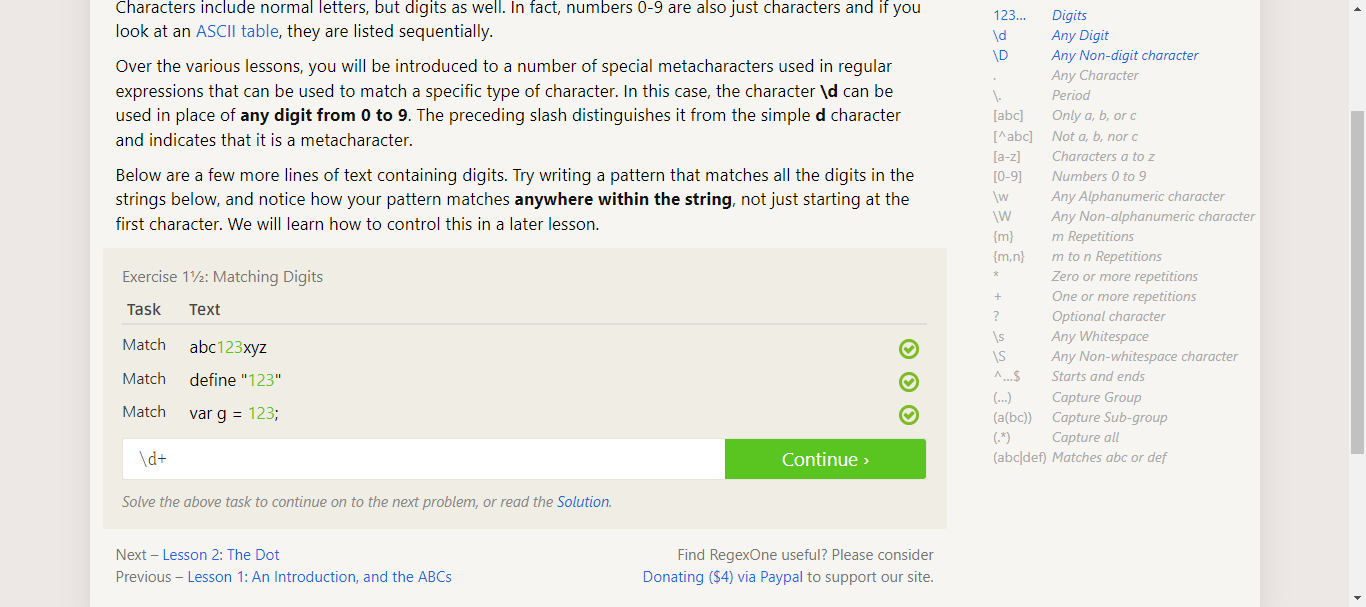 Characters include normal letters, but digits as well. In fact, numbers 0-9 are also just characters and if you
look at an ASCII table, they are listed sequentially.
Over the various lessons, you will be introduced to a number of special metacharacters used in regular
expressions that can be used to match a specific type of character. In this case, the character \d can be
used in place of any digit from 0 to 9. The preceding slash distinguishes it from the simple d character
and indicates that it is a metacharacter.
Below are a few more lines of text containing digits. Try writing a pattern that matches all the digits in the
strings below, and notice how your pattern matches anywhere within the string, not just starting at the
first character. We will learn how to control this in a later lesson.
Exercise 1½: Matching Digits
Task Text
Match abc123xyz
Match define "123"
Match var g = 123;
\d+ Continue ›
Solve the above task to continue on to the next problem, or read the Solution.
Next – Lesson 2: The Dot
Previous – Lesson 1: An Introduction, and the ABCs
Find RegexOne useful? Please consider
Donating ($4) via Paypal to support our site.
123... Digits
\d Any Digit
\D Any Non-digit character
. Any Character
\. Period
[abc] Only a, b, or c
[^abc] Not a, b, nor c
[a-z] Characters a to z
[0-9] Numbers 0 to 9
\w Any Alphanumeric character
\W Any Non-alphanumeric character
{m} m Repetitions
{m,n} m to n Repetitions
* Zero or more repetitions
+ One or more repetitions
? Optional character
\s Any Whitespace
\S Any Non-whitespace character
^...$ Starts and ends
(...) Capture Group
(a(bc)) Capture Sub-group
(.*) Capture all
(abc|def) Matches abc or def